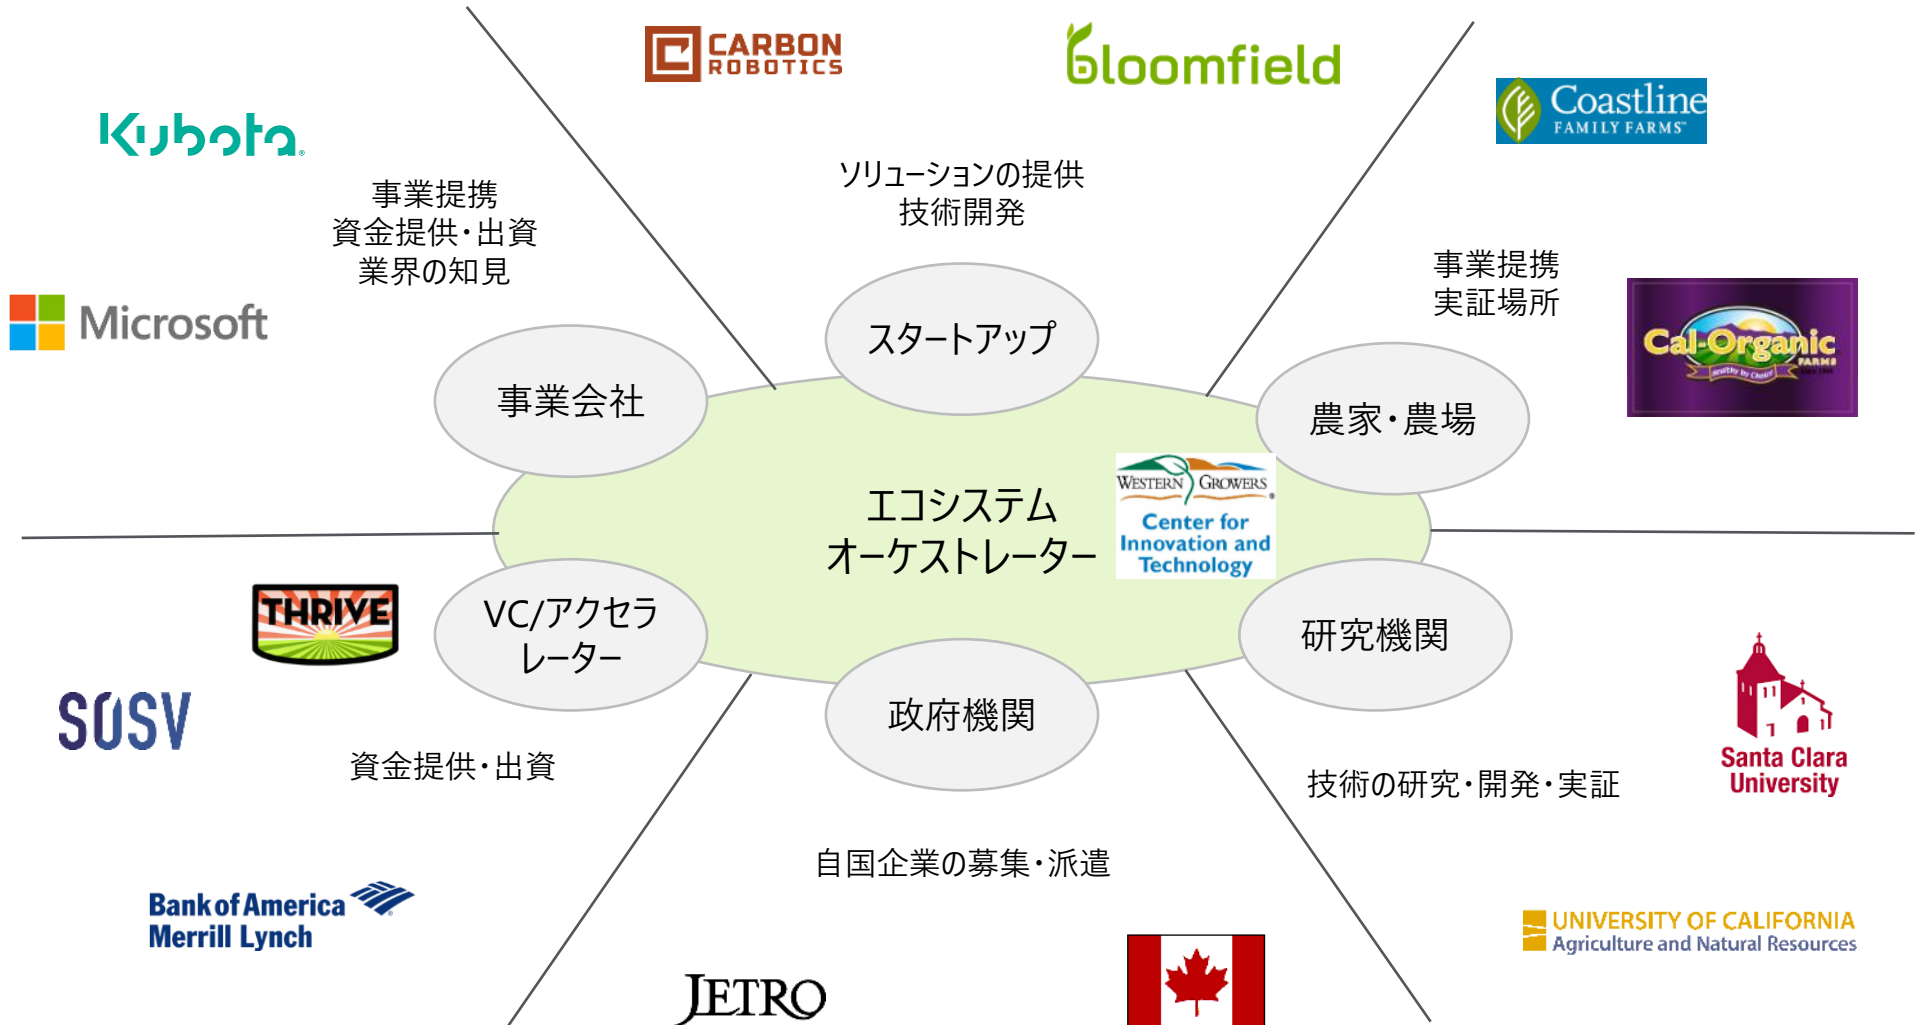 CARBON
ROBOTICS
bloomfield
Coastline
FAMILY FARMS™
Kubota®
事業提携
資金提供・出資
業界の知見
ソリューションの提供
技術開発
事業提携
実証場所
Microsoft
スタートアップ
Cal-Organic
FARMS
Healthy by Choice
事業会社
農家・農場
エコシステム
オーケストレーター
WESTERN GROWERS®
Center for
Innovation and
Technology
THRIVE
VC/アクセラ
レーター
研究機関
SOSV
政府機関
資金提供・出資
技術の研究・開発・実証
Santa Clara
University
自国企業の募集・派遣
Bank of America
Merrill Lynch
UNIVERSITY OF CALIFORNIA
Agriculture and Natural Resources
JETRO